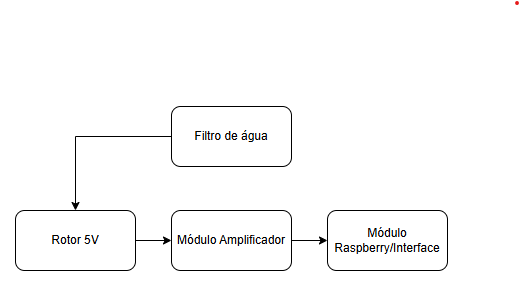 Filtro de água
Rotor 5V
Módulo Amplificador
Módulo
Raspberry/Interface